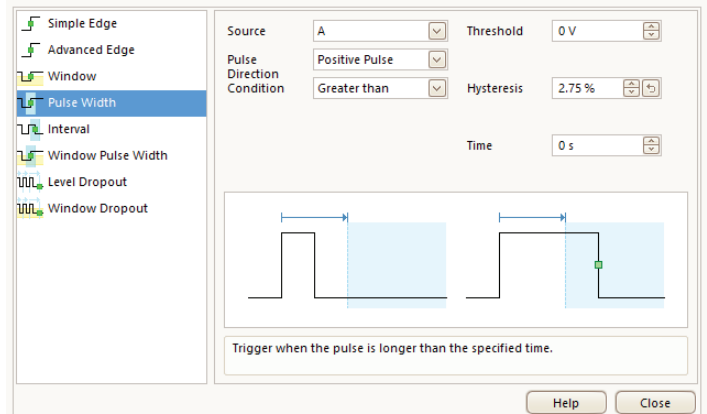 Simple Edge
Advanced Edge
Window
Pulse Width
Interval
Window Pulse Width
Level Dropout
Window Dropout
Source
A
Threshold
0 V
Pulse
Direction
Positive Pulse
Condition
Greater than
Hysteresis
2.75 %
Time
0 s
Trigger when the pulse is longer than the specified time.
Help
Close